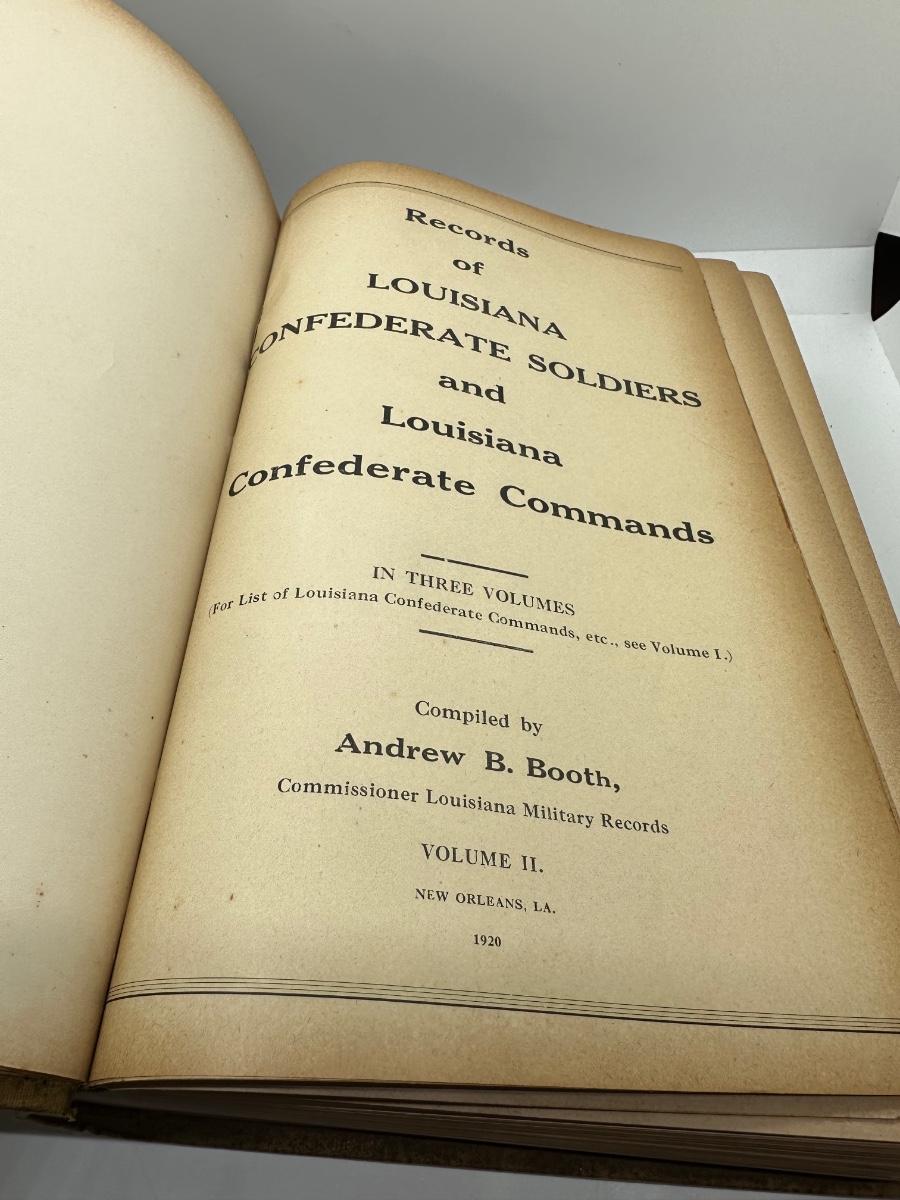 Records
of
LOUISIANA
CONFEDERATE SOLDIERS
and
Louisiana
Confederate Commands
IN THREE VOLUMES
(For List of Louisiana Confederate Commands, etc., see Volume I.)
Compiled by
Andrew B. Booth,
Commissioner Louisiana Military Records
VOLUME II.
NEW ORLEANS, LA.
1920